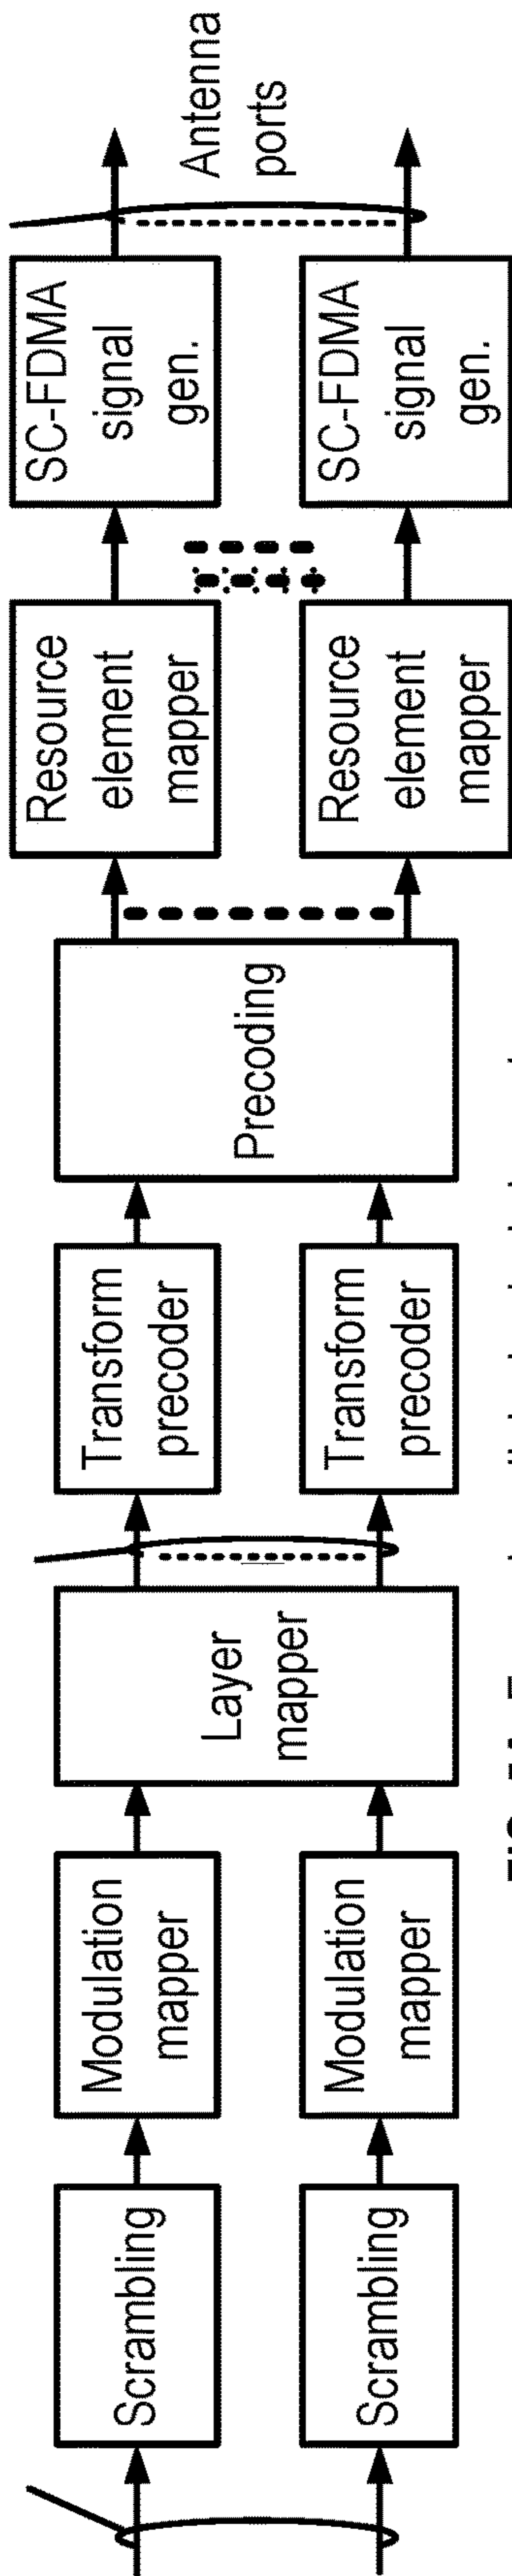 Scrambling
Modulation
mapper
Layer
mapper
Transform
precoder
Precoding
Resource
element
mapper
SC-FDMA
signal
gen.
Antenna
ports
Scrambling
Modulation
mapper
Transform
precoder
Resource
element
mapper
SC-FDMA
signal
gen.